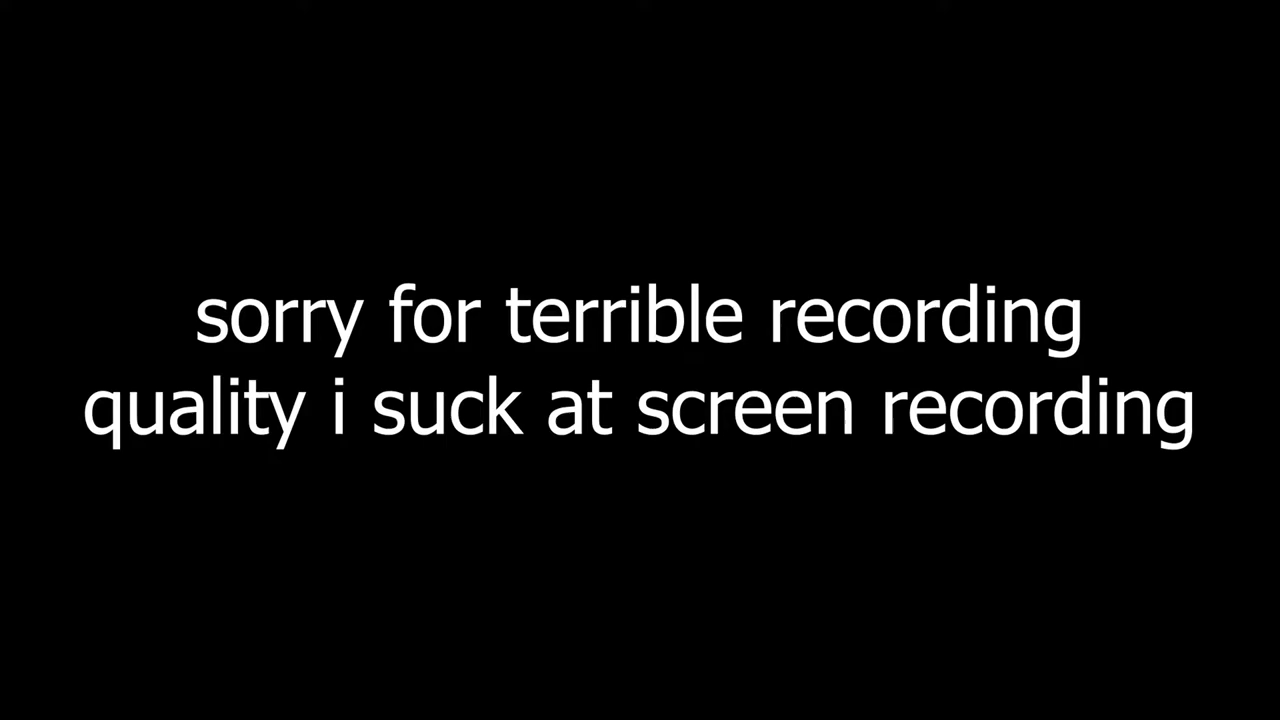 sorry for terrible recording
quality i suck at screen recording